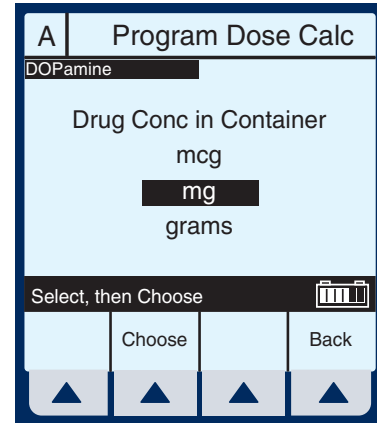 A Program Dose Calc
DOPamine
Drug Conc in Container
mcg
mg
grams
Select, then Choose
Choose Back